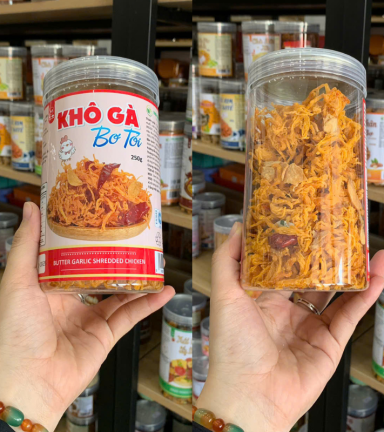 KHÔ GÀ
Bơ Tỏi
250g
BUTTER GARLIC SHREDDED CHICKEN